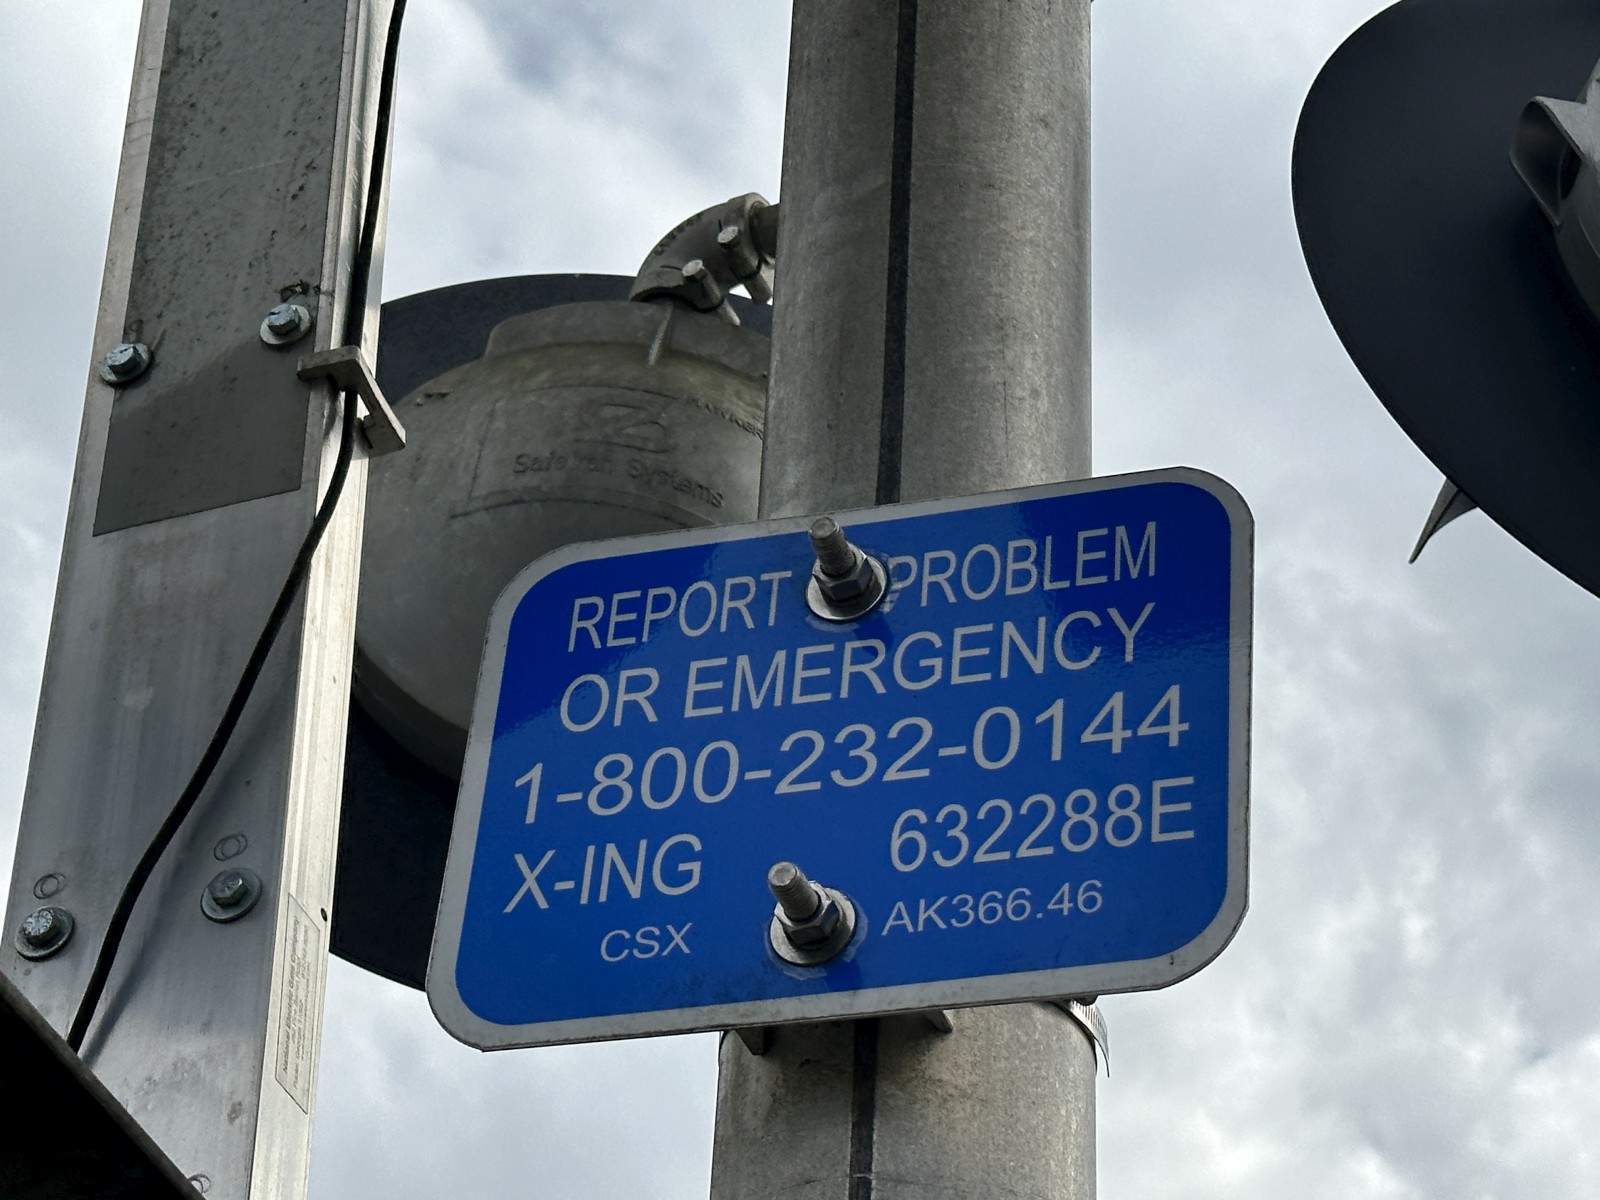 Safetran Systems
REPORT PROBLEM
OR EMERGENCY
1-800-232-0144
X-ING 632288E
CSX AK366.46